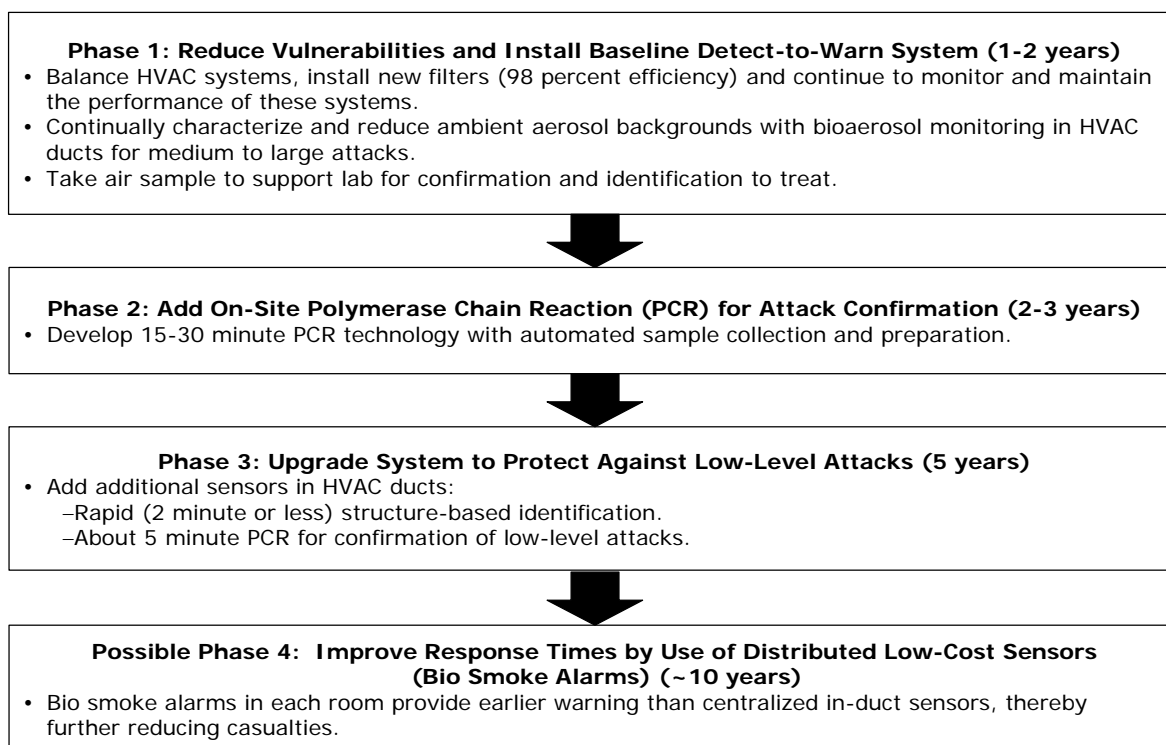 Phase 1: Reduce Vulnerabilities and Install Baseline Detect-to-Warn System (1-2 years)
• Balance HVAC systems, install new filters (98 percent efficiency) and continue to monitor and maintain
the performance of these systems.
• Continually characterize and reduce ambient aerosol backgrounds with bioaerosol monitoring in HVAC
ducts for medium to large attacks.
• Take air sample to support lab for confirmation and identification to treat.
Phase 2: Add On-Site Polymerase Chain Reaction (PCR) for Attack Confirmation (2-3 years)
• Develop 15-30 minute PCR technology with automated sample collection and preparation.
Phase 3: Upgrade System to Protect Against Low-Level Attacks (5 years)
• Add additional sensors in HVAC ducts:
–Rapid (2 minute or less) structure-based identification.
–About 5 minute PCR for confirmation of low-level attacks.
Possible Phase 4: Improve Response Times by Use of Distributed Low-Cost Sensors
(Bio Smoke Alarms) (~10 years)
• Bio smoke alarms in each room provide earlier warning than centralized in-duct sensors, thereby
further reducing casualties.